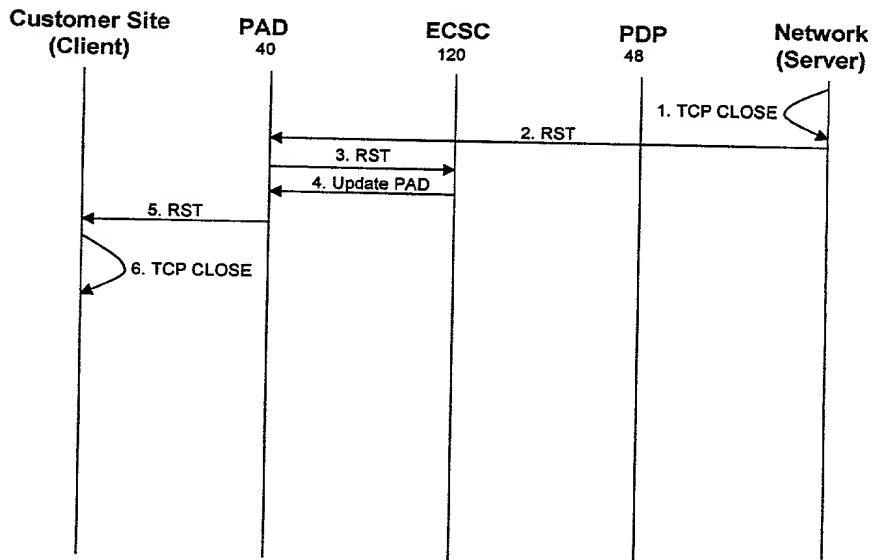 Customer Site
(Client)
PAD
40
ECSC
120
PDP
48
Network
(Server)
1. TCP CLOSE
2. RST
3. RST
4. Update PAD
5. RST
6. TCP CLOSE